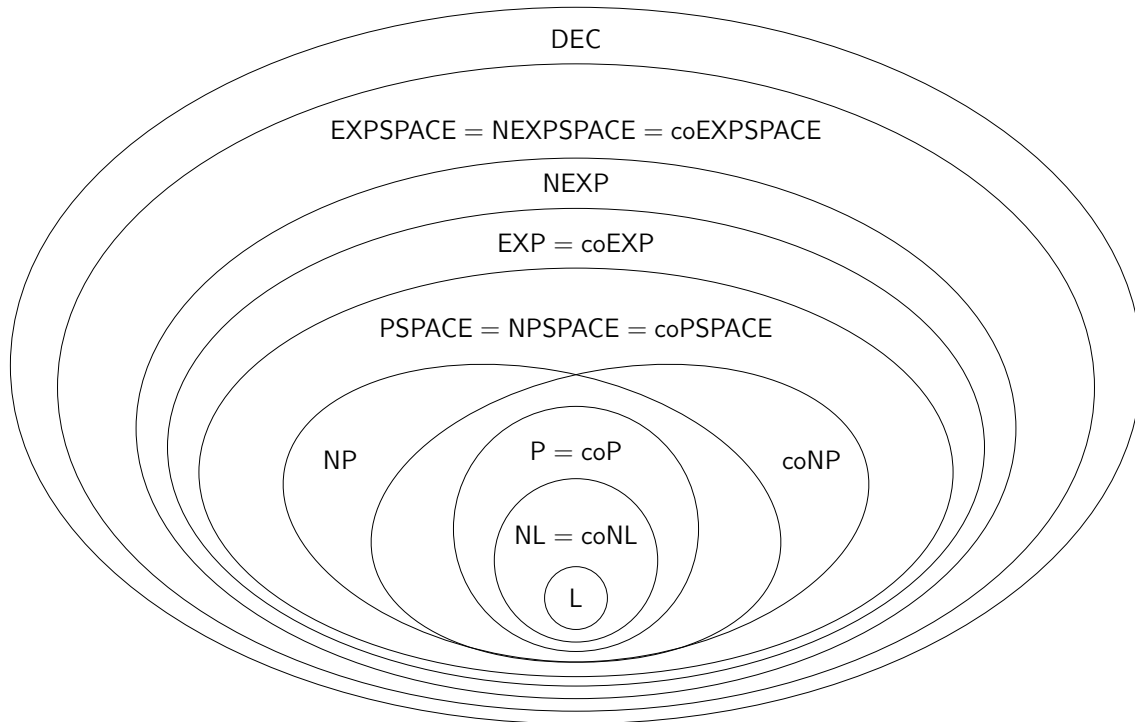 DEC
EXPSPACE = NEXPSPACE = coEXPSPACE
NEXP
EXP = coEXP
PSPACE = NPSPACE = coPSPACE
NP
P = coP
coNP
NL = coNL
L